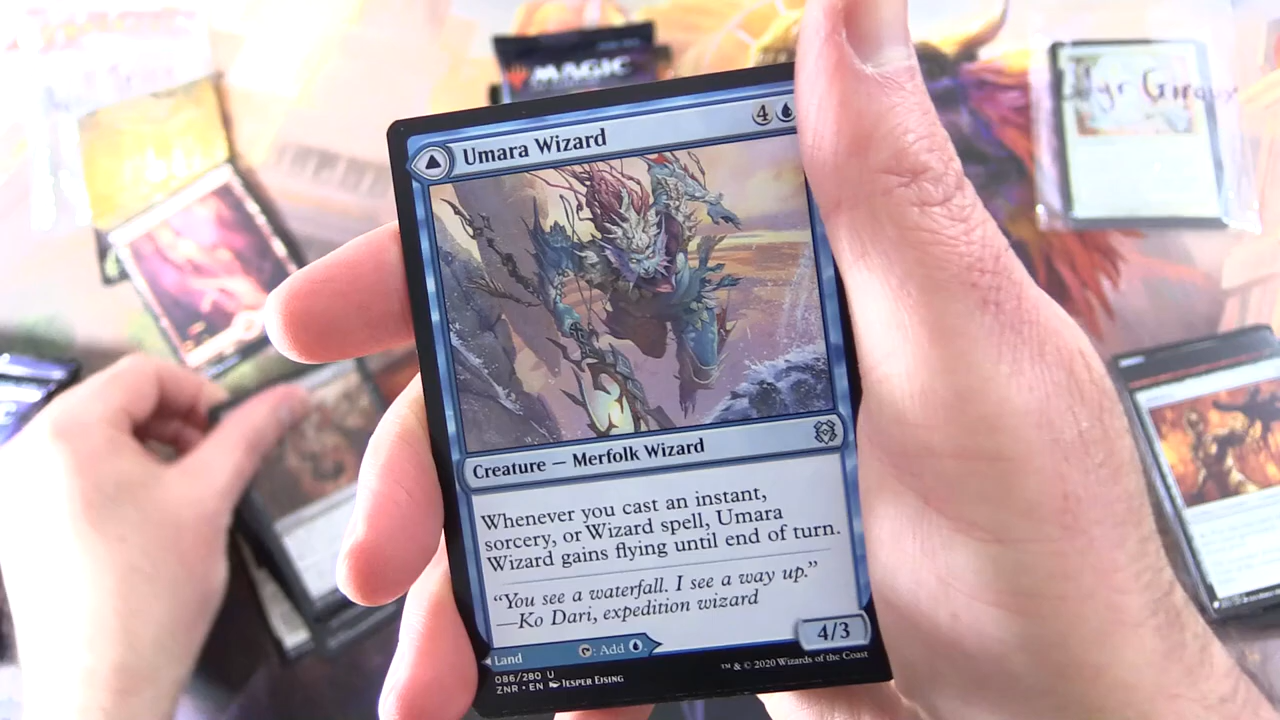 MAGIC
Umara Wizard
4
Creature — Merfolk Wizard
Whenever you cast an instant,
sorcery, or Wizard spell, Umara
Wizard gains flying until end of turn.
“You see a waterfall. I see a way up.”
—Ko Dari, expedition wizard
4/3
Land : Add .
086/280 U
ZNR • EN Jesper Eising
™ & © 2020 Wizards of the Coast